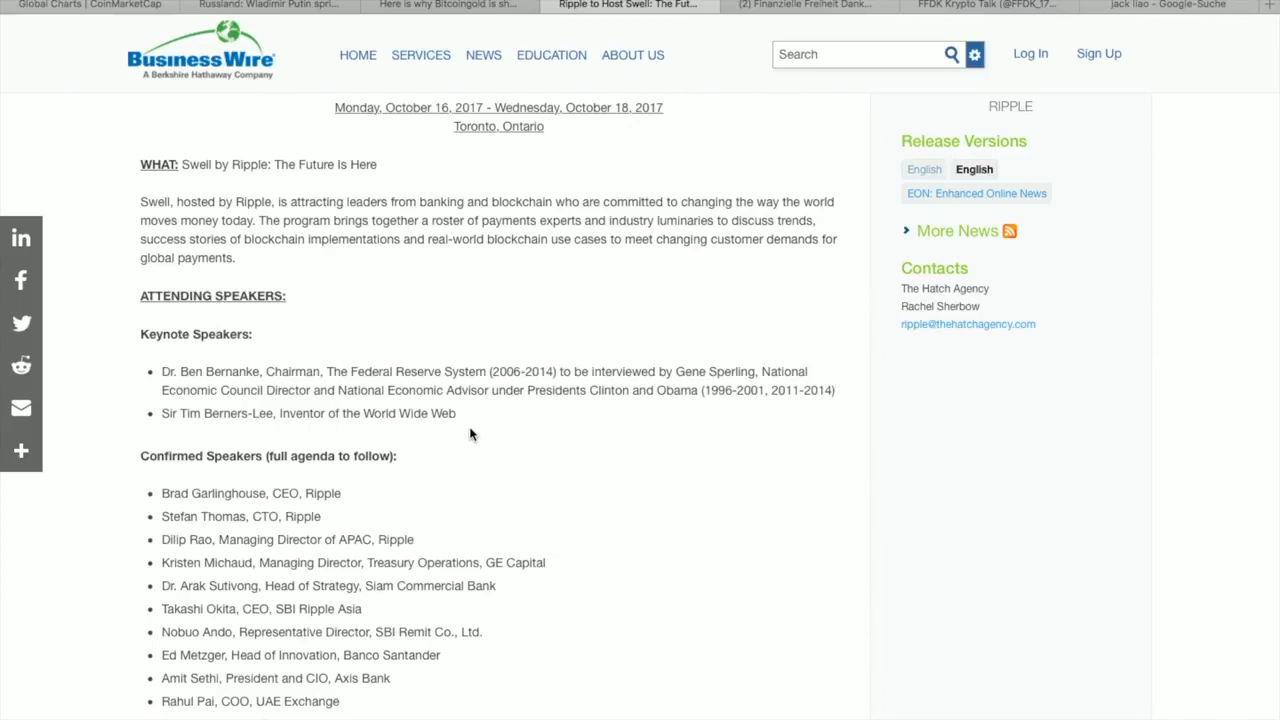 Global Charts | CoinMarketCap
Russland: Wladimir Putin spri...
Here is why Bitcoingold is sh...
Ripple to Host Swell: The Fut...
(2) Finanzielle Freiheit Dank...
FFDK Krypto Talk (@FFDK_17...
jack liao - Google-Suche
Business Wire
A Berkshire Hathaway Company
HOME SERVICES NEWS EDUCATION ABOUT US
Search
Log In
Sign Up
Monday, October 16, 2017 - Wednesday, October 18, 2017
Toronto, Ontario
WHAT: Swell by Ripple: The Future Is Here
Swell, hosted by Ripple, is attracting leaders from banking and blockchain who are committed to changing the way the world
moves money today. The program brings together a roster of payments experts and industry luminaries to discuss trends,
success stories of blockchain implementations and real-world blockchain use cases to meet changing customer demands for
global payments.
ATTENDING SPEAKERS:
Keynote Speakers:
• Dr. Ben Bernanke, Chairman, The Federal Reserve System (2006-2014) to be interviewed by Gene Sperling, National
Economic Council Director and National Economic Advisor under Presidents Clinton and Obama (1996-2001, 2011-2014)
• Sir Tim Berners-Lee, Inventor of the World Wide Web
Confirmed Speakers (full agenda to follow):
• Brad Garlinghouse, CEO, Ripple
• Stefan Thomas, CTO, Ripple
• Dilip Rao, Managing Director of APAC, Ripple
• Kristen Michaud, Managing Director, Treasury Operations, GE Capital
• Dr. Arak Sutivong, Head of Strategy, Siam Commercial Bank
• Takashi Okita, CEO, SBI Ripple Asia
• Nobuo Ando, Representative Director, SBI Remit Co., Ltd.
• Ed Metzger, Head of Innovation, Banco Santander
• Amit Sethi, President and CIO, Axis Bank
• Rahul Pai, COO, UAE Exchange
RIPPLE
Release Versions
English English
EON: Enhanced Online News
More News
Contacts
The Hatch Agency
Rachel Sherbow
ripple@thehatchagency.com